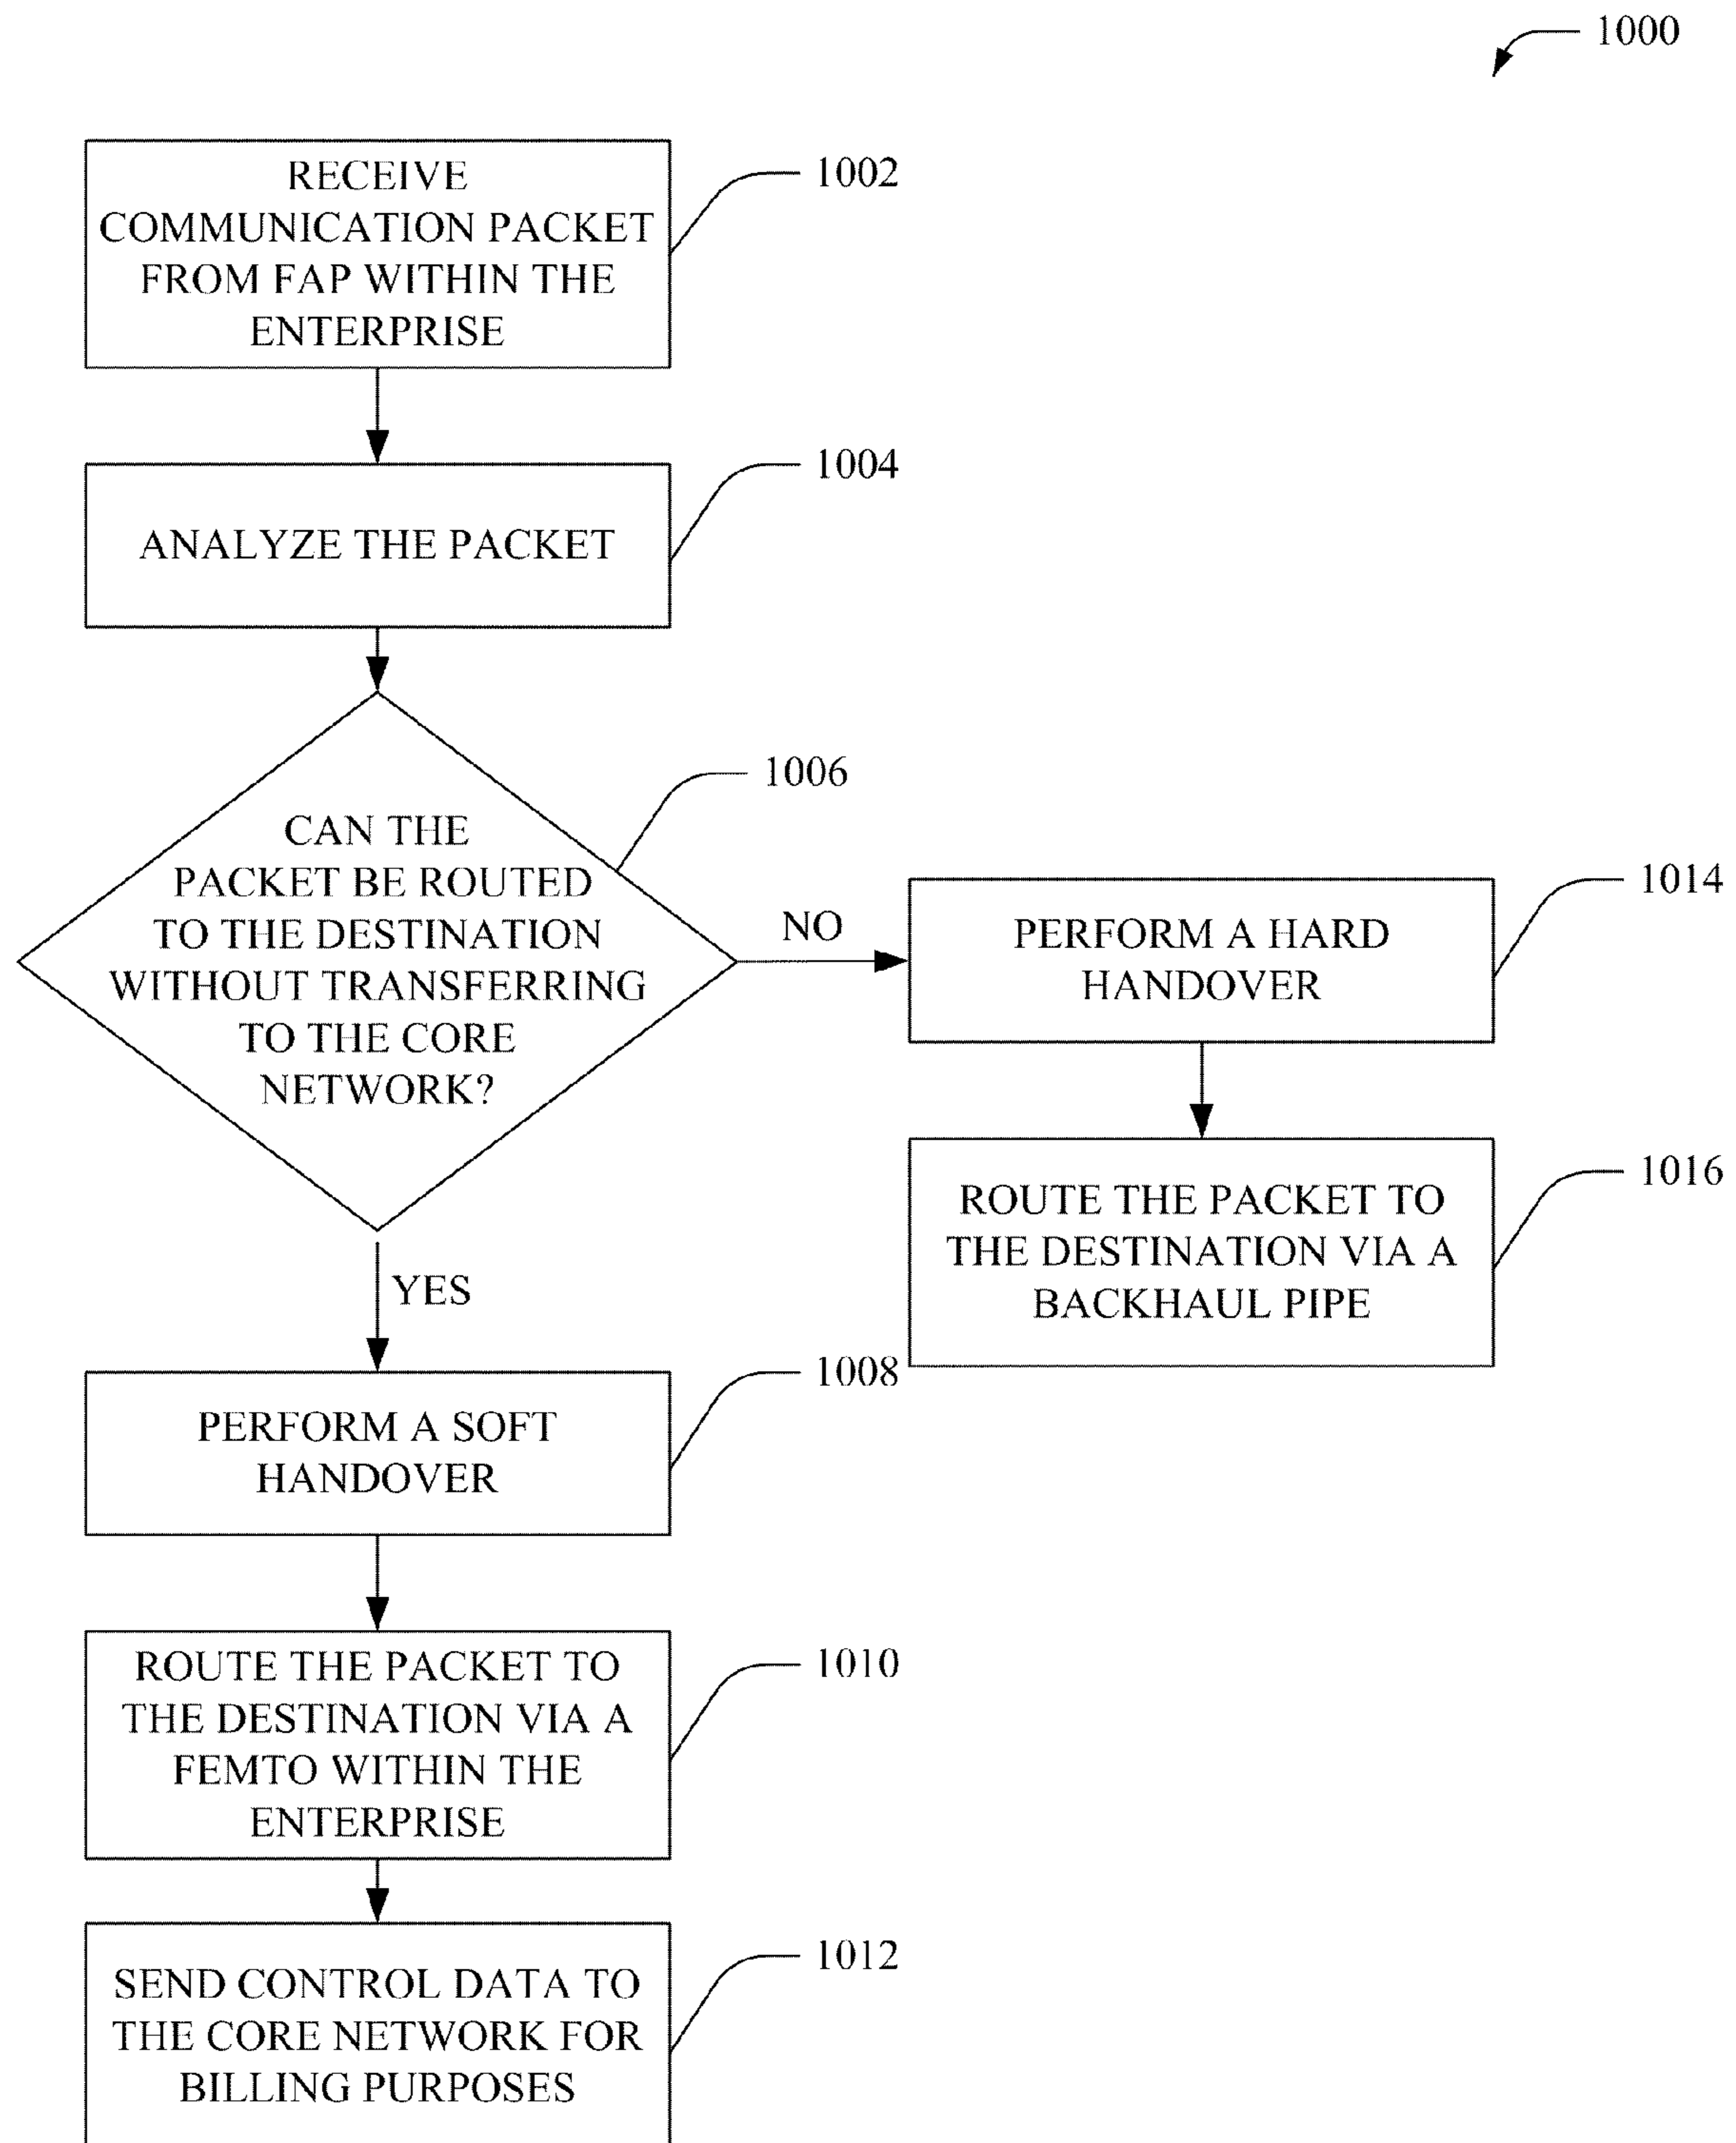 1000
RECEIVE
COMMUNICATION PACKET
FROM FAP WITHIN THE
ENTERPRISE
1002
ANALYZE THE PACKET
1004
CAN THE
PACKET BE ROUTED
TO THE DESTINATION
WITHOUT TRANSFERRING
TO THE CORE
NETWORK?
1006
NO
PERFORM A HARD
HANDOVER
1014
ROUTE THE PACKET TO
THE DESTINATION VIA A
BACKHAUL PIPE
1016
YES
PERFORM A SOFT
HANDOVER
1008
ROUTE THE PACKET TO
THE DESTINATION VIA A
FEMTO WITHIN THE
ENTERPRISE
1010
SEND CONTROL DATA TO
THE CORE NETWORK FOR
BILLING PURPOSES
1012